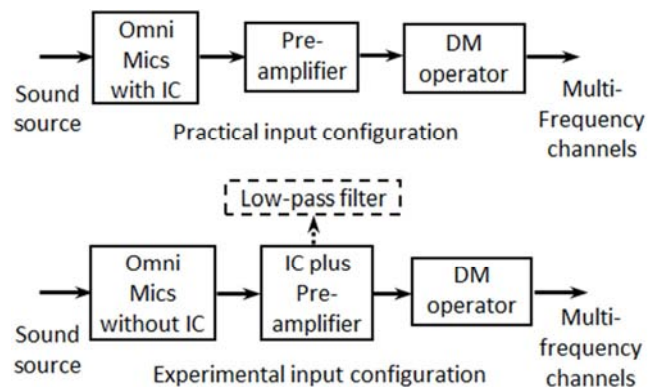 Omni
Mics
with IC
Pre-
amplifier
DM
operator
Sound
source
Multi-
Frequency
channels
Practical input configuration
Low-pass filter
Omni
Mics
without IC
IC plus
Pre-
amplifier
DM
operator
Sound
source
Multi-
frequency
channels
Experimental input configuration